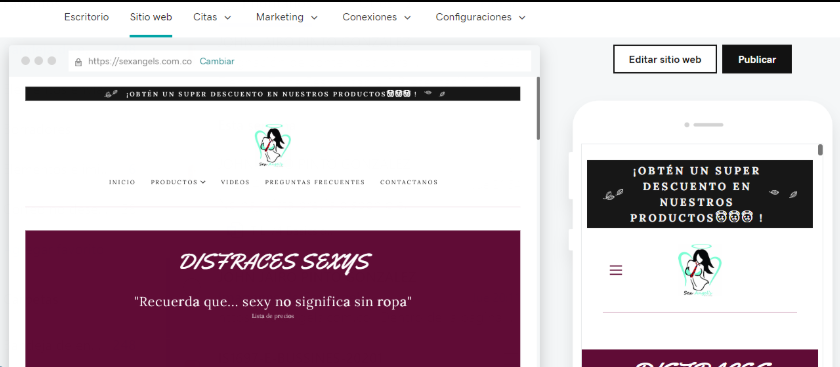 Escritorio Sitio web Citas Marketing Conexiones Configuraciones
https://sexangels.com.co Cambiar
Editar sitio web Publicar
¡OBTÉN UN SUPER DESCUENTO EN NUESTROS PRODUCTOS !
INICIO PRODUCTOS VIDEOS PREGUNTAS FRECUENTES CONTACTANOS
DISFRACES SEXYS
"Recuerda que... sexy no significa sin ropa"
Lista de precios
¡OBTÉN UN SUPER
DESCUENTO EN
NUESTROS
PRODUCTOS !
DISFRACES